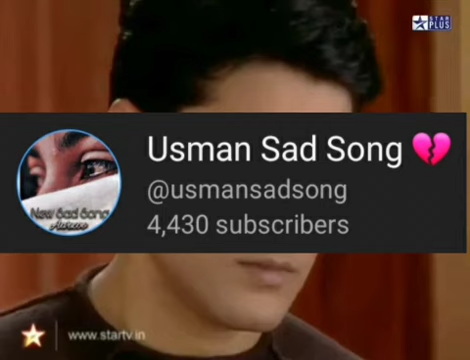 STAR
PLUS
Usman Sad Song 💔
@usmansadsong
4,430 subscribers
New Sad Song
www.startv.in